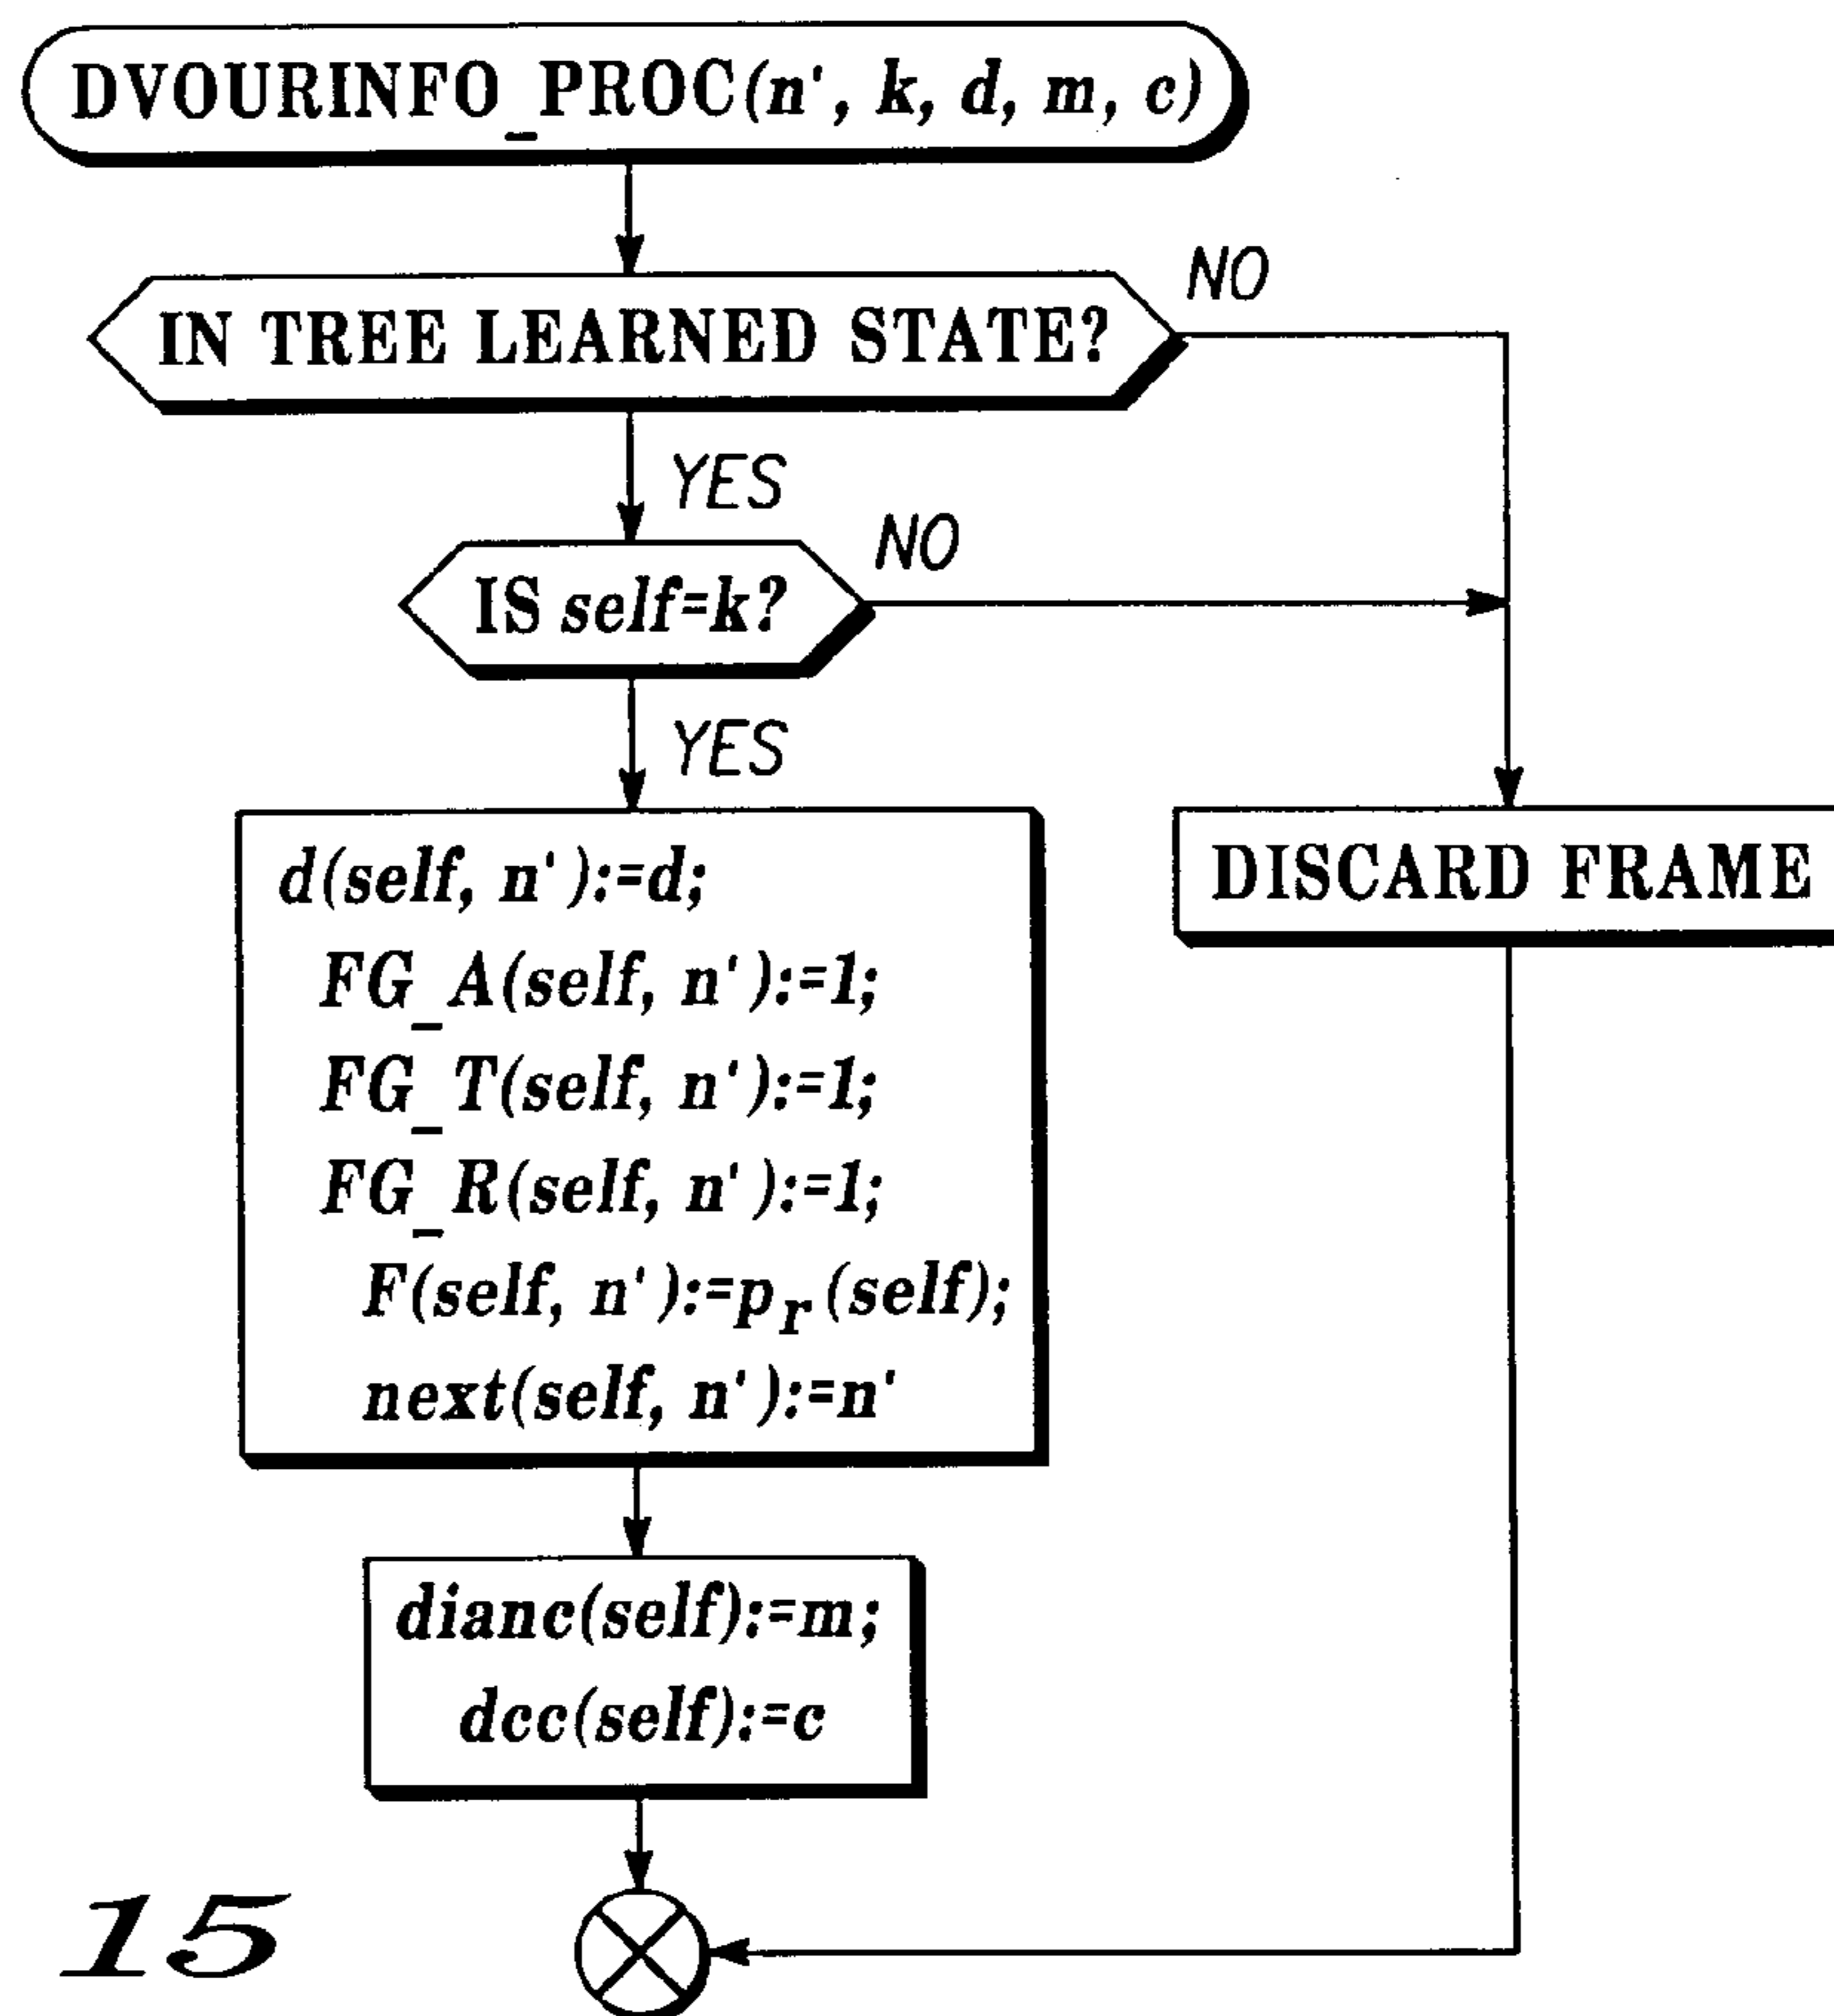 DVOURINFO_PROC(n', k, d, m, c)
NO
IN TREE LEARNED STATE?
YES
NO
IS self=k?
YES
d(self, n'):=d;
FG_A(self, n'):=1;
FG_T(self, n'):=1;
FG_R(self, n'):=1;
F(self, n'):=pr(self);
next(self, n'):=n'
DISCARD FRAME
dianc(self):=m;
dcc(self):=c
15